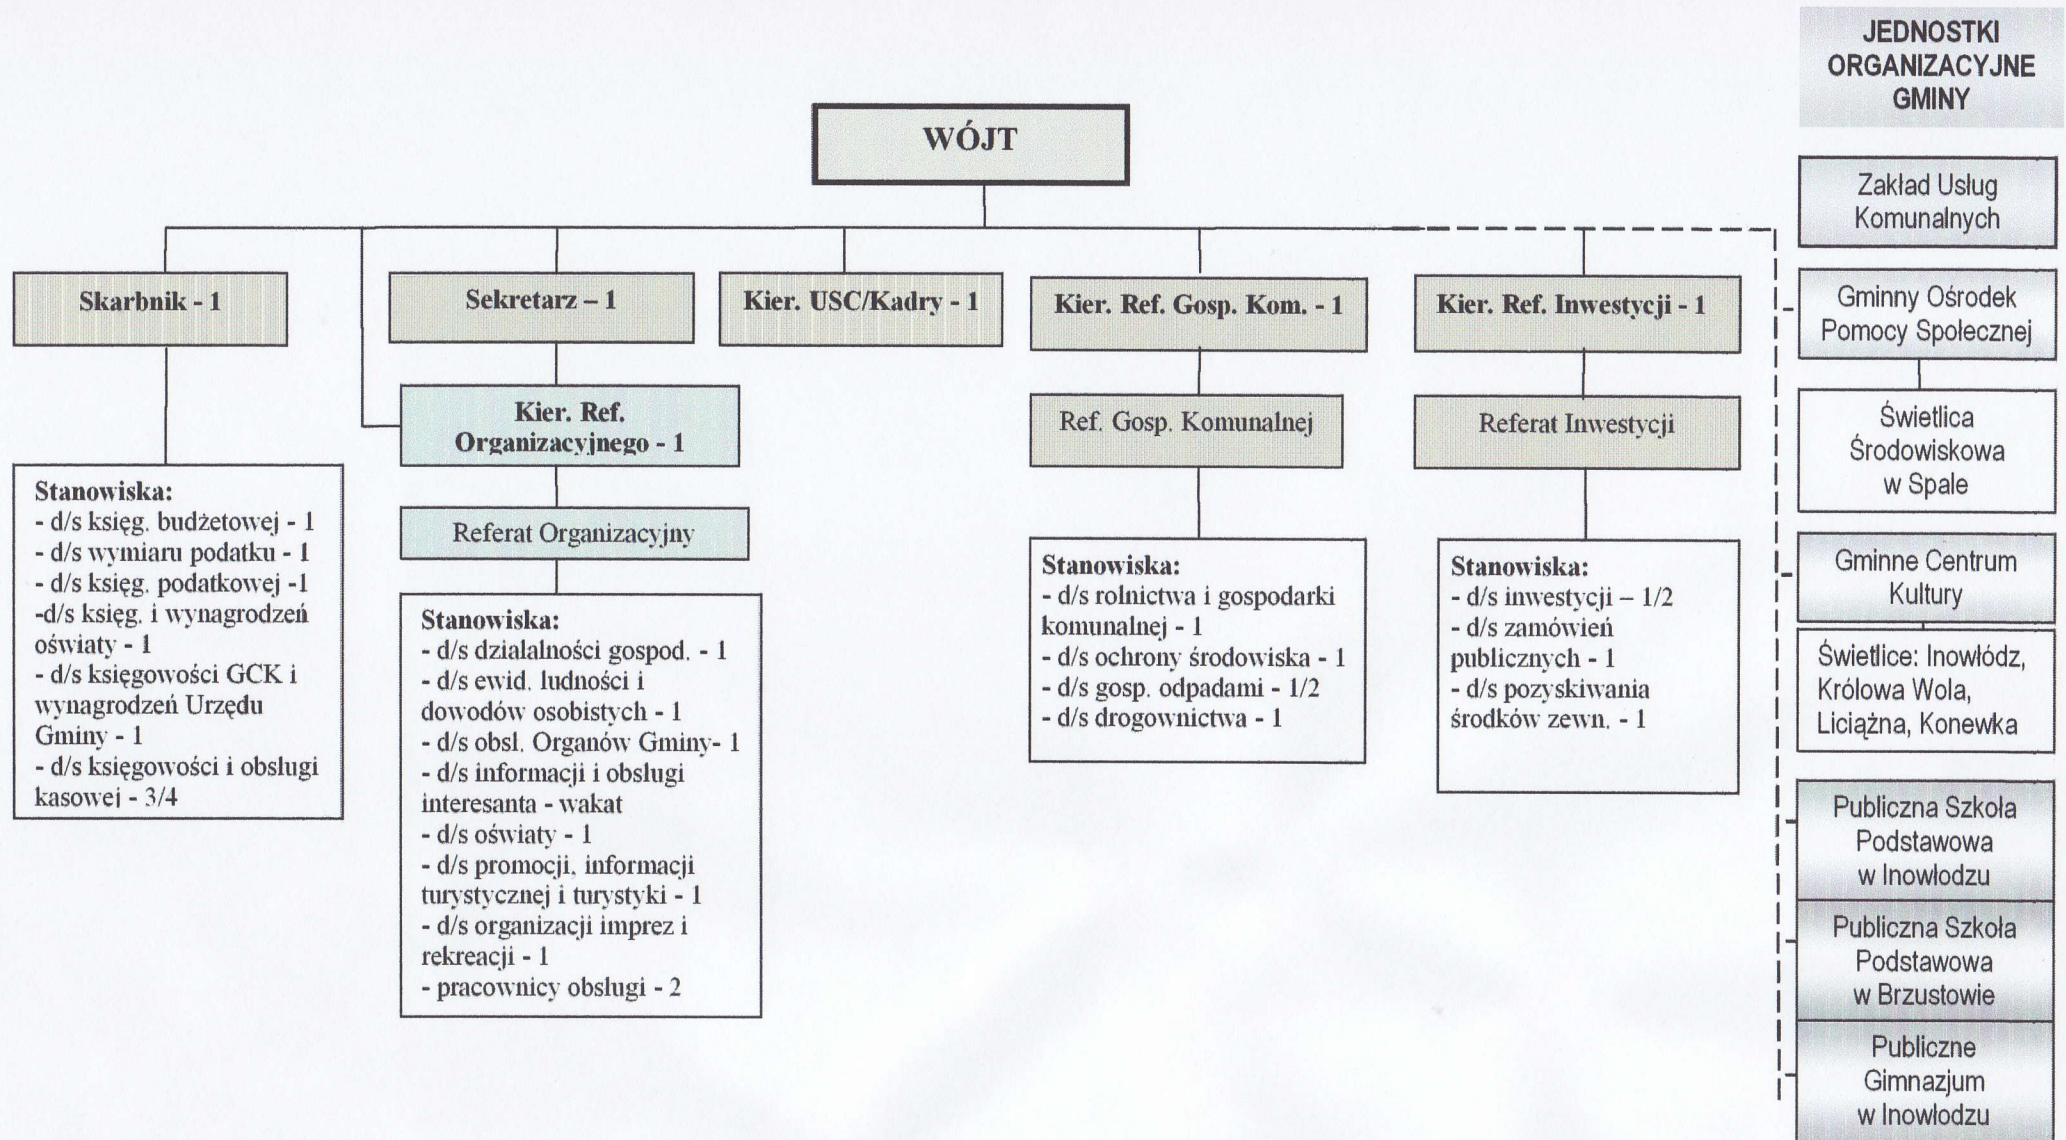 WÓJT
Skarbnik - 1
Stanowiska:
- d/s księg. budżetowej - 1
- d/s wymiaru podatku - 1
- d/s księg. podatkowej -1
-d/s księg. i wynagrodzeń
oświaty - 1
- d/s księgowości GCK i
wynagrodzeń Urzędu
Gminy - 1
- d/s księgowości i obsługi
kasowej - 3/4
Sekretarz – 1
Kier. Ref.
Organizacyjnego - 1
Referat Organizacyjny
Stanowiska:
- d/s działalności gospod. - 1
- d/s ewid. ludności i
dowodów osobistych - 1
- d/s obsł. Organów Gminy- 1
- d/s informacji i obsługi
interesanta - wakat
- d/s oświaty - 1
- d/s promocji, informacji
turystycznej i turystyki - 1
- d/s organizacji imprez i
rekreacji - 1
- pracownicy obsługi - 2
Kier. USC/Kadry - 1
Kier. Ref. Gosp. Kom. - 1
Ref. Gosp. Komunalnej
Stanowiska:
- d/s rolnictwa i gospodarki
komunalnej - 1
- d/s ochrony środowiska - 1
- d/s gosp. odpadami - 1/2
- d/s drogownictwa - 1
Kier. Ref. Inwestycji - 1
Referat Inwestycji
Stanowiska:
- d/s inwestycji – 1/2
- d/s zamówień
publicznych - 1
- d/s pozyskiwania
środków zewn. - 1
JEDNOSTKI
ORGANIZACYJNE
GMINY
Zakład Usług
Komunalnych
Gminny Ośrodek
Pomocy Społecznej
Świetlica
Środowiskowa
w Spale
Gminne Centrum
Kultury
Świetlice: Inowłódz,
Królowa Wola,
Liciążna, Konewka
Publiczna Szkoła
Podstawowa
w Inowłodzu
Publiczna Szkoła
Podstawowa
w Brzustowie
Publiczne
Gimnazjum
w Inowłodzu